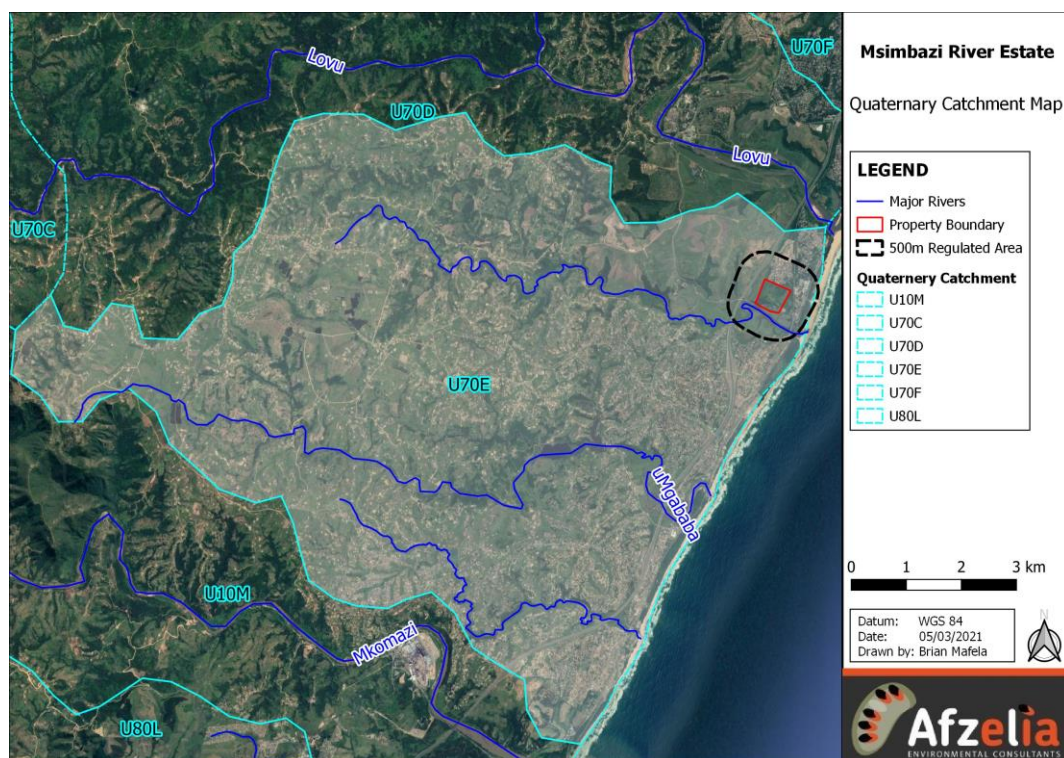 Lovu
U70F
U70D
Lovu
U70C
U70E
uMgababa
U10M
Mkomazi
U80L
Msimbazi River Estate
Quaternary Catchment Map
LEGEND
Major Rivers
Property Boundary
500m Regulated Area
Quaternery Catchment
U10M
U70C
U70D
U70E
U70F
U80L
0 1 2 3 km
Datum: WGS 84
Date: 05/03/2021
Drawn by: Brian Mafela
N
Afzelia
ENVIRONMENTAL CONSULTANTS